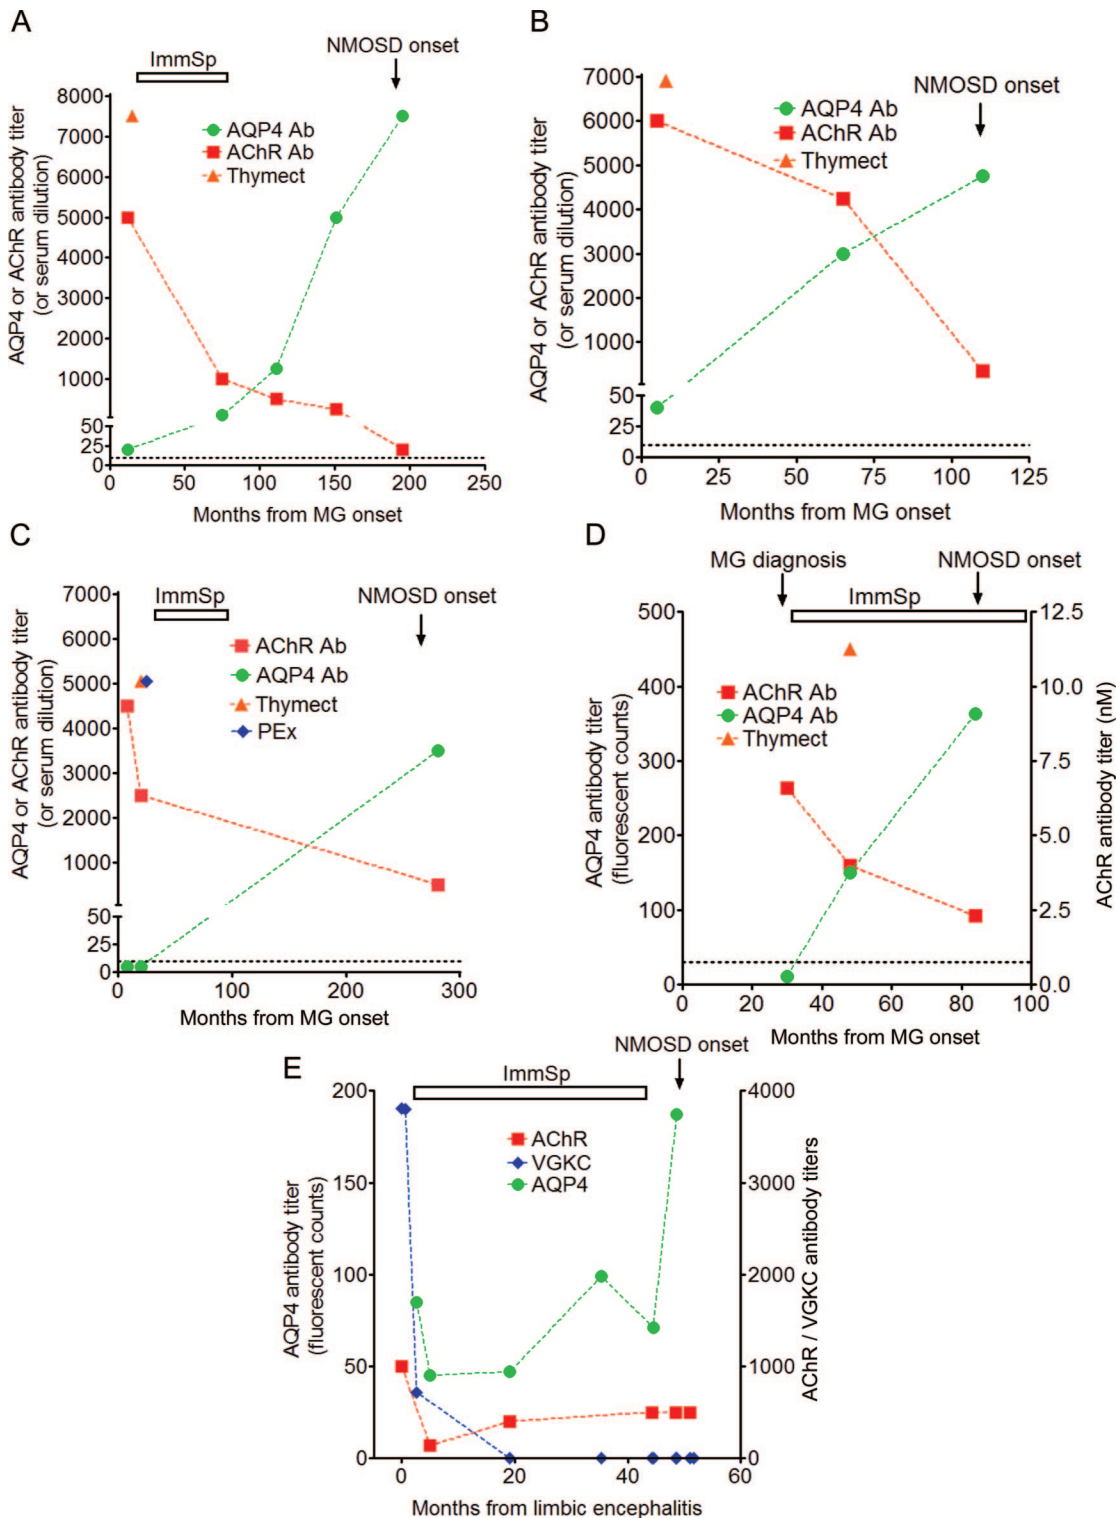 A
ImmSp
NMOSD onset
AQP4 or AChR antibody titer
(or serum dilution)
8000
7000
6000
5000
4000
3000
2000
1000
50
25
0
AQP4 Ab
AChR Ab
Thymect
0 50 100 150 200 250
Months from MG onset
B
NMOSD onset
AQP4 or AChR antibody titer
(or serum dilution)
7000
6000
5000
4000
3000
2000
1000
50
25
0
AQP4 Ab
AChR Ab
Thymect
0 25 50 75 100 125
Months from MG onset
C
ImmSp
NMOSD onset
AQP4 or AChR antibody titer
(or serum dilution)
7000
6000
5000
4000
3000
2000
1000
50
25
0
AChR Ab
AQP4 Ab
Thymect
PEx
0 100 200 300
Months from MG onset
D
MG diagnosis
NMOSD onset
ImmSp
AQP4 antibody titer
(fluorescent counts)
500
400
300
200
100
0
AChR Ab
AQP4 Ab
Thymect
12.5
10.0
7.5
5.0
2.5
0.0
AChR antibody titer (nM)
0 20 40 60 80 100
Months from MG onset
E
NMOSD onset
ImmSp
AQP4 antibody titer
(fluorescent counts)
200
150
100
50
0
AChR
VGKC
AQP4
4000
3000
2000
1000
0
AChR / VGKC antibody titers
0 20 40 60
Months from limbic encephalitis